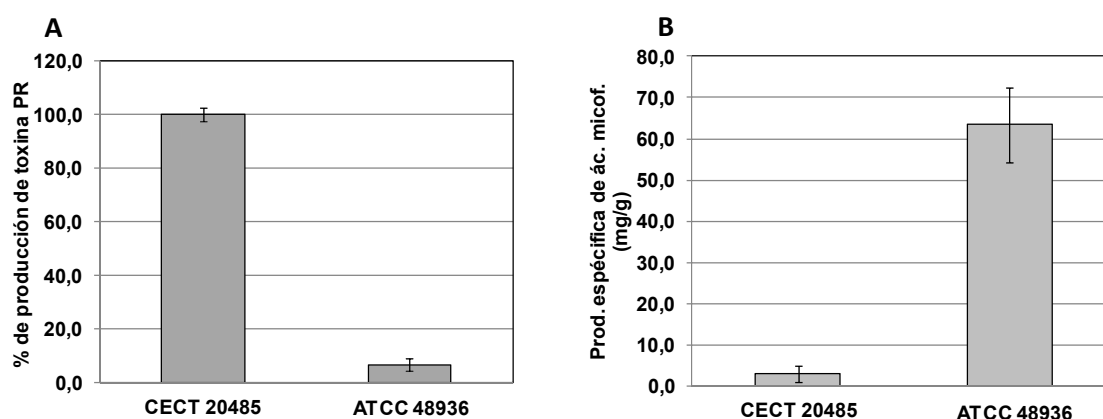 A
% de producción de toxina PR
120,0
100,0
80,0
60,0
40,0
20,0
0,0
CECT 20485
ATCC 48936
B
Prod. espécifica de ác. micof.
(mg/g)
80,0
70,0
60,0
50,0
40,0
30,0
20,0
10,0
0,0
CECT 20485
ATCC 48936